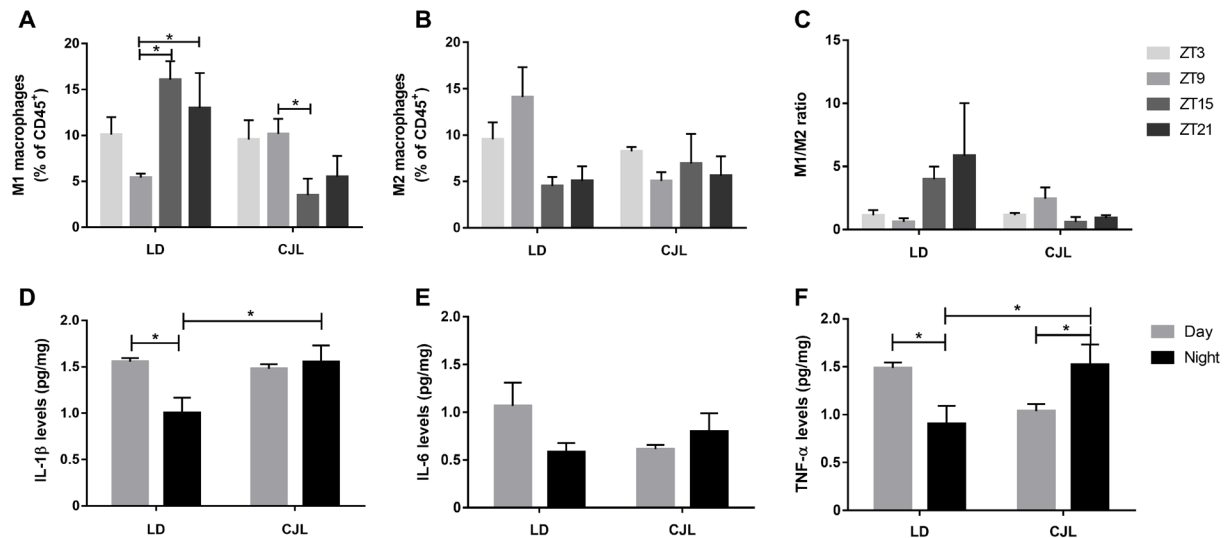 A
M1 macrophages
(% of CD45+)
20
15
10
5
0
*
*
*
LD
CJL
B
M2 macrophages
(% of CD45+)
20
15
10
5
0
LD
CJL
C
M1/M2 ratio
15
10
5
0
LD
CJL
ZT3
ZT9
ZT15
ZT21
D
IL-1β levels (pg/mg)
2.0
1.5
1.0
0.5
0
*
*
LD
CJL
E
IL-6 levels (pg/mg)
2.0
1.5
1.0
0.5
0
LD
CJL
F
TNF-α levels (pg/mg)
2.0
1.5
1.0
1.5
0
*
*
*
LD
CJL
Day
Night